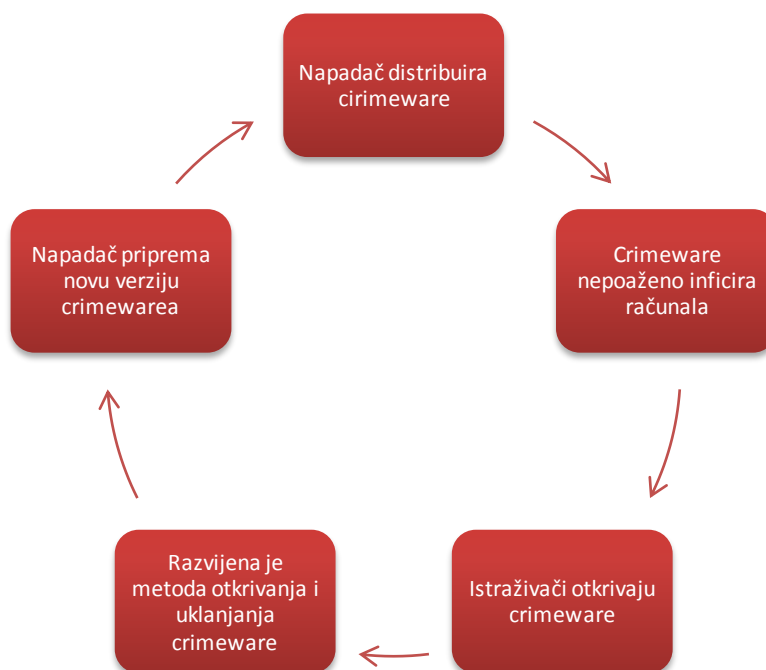 Napadač distribuira
cirimeware
Crimeware
nepoaženo inficira
računala
Istraživači otkrivaju
crimeware
Razvijena je
metoda otkrivanja i
uklanjanja
crimeware
Napadač priprema
novu verziju
crimewarea